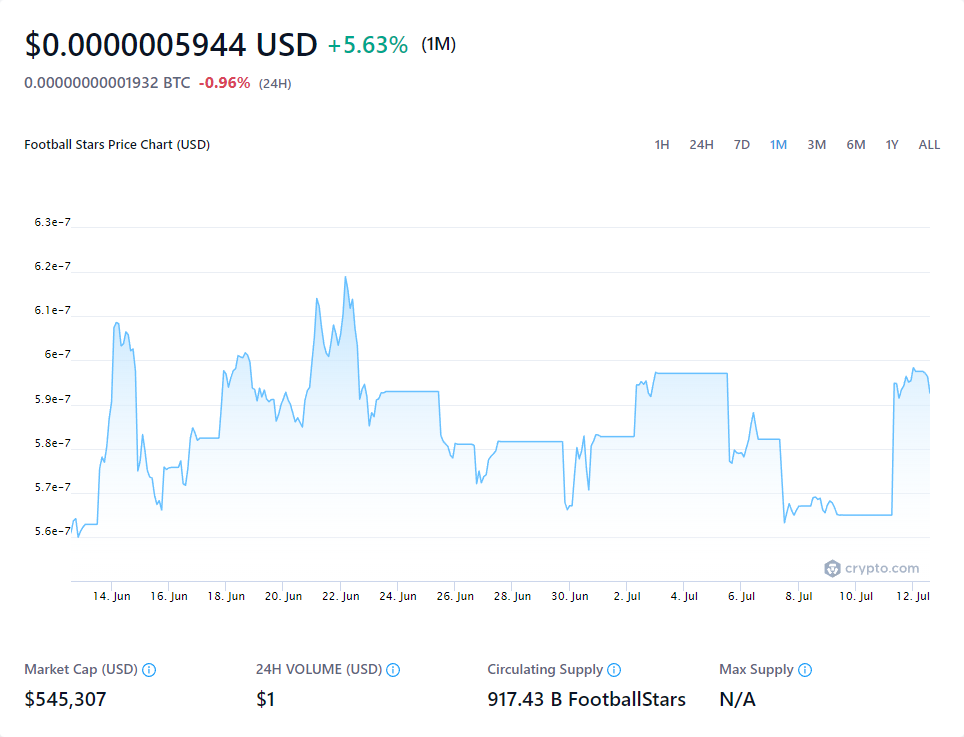 $0.0000005944 USD +5.63% (1M)
0.00000000001932 BTC -0.96% (24H)
Football Stars Price Chart (USD) 1H 24H 7D 1M 3M 6M 1Y ALL
6.3e-7
6.2e-7
6.1e-7
6e-7
5.9e-7
5.8e-7
5.7e-7
5.6e-7
crypto.com
14. Jun 16. Jun 18. Jun 20. Jun 22. Jun 24. Jun 26. Jun 28. Jun 30. Jun 2. Jul 4. Jul 6. Jul 8. Jul 10. Jul 12. Jul
Market Cap (USD) 24H VOLUME (USD) Circulating Supply Max Supply
$545,307 $1 917.43 B FootballStars N/A